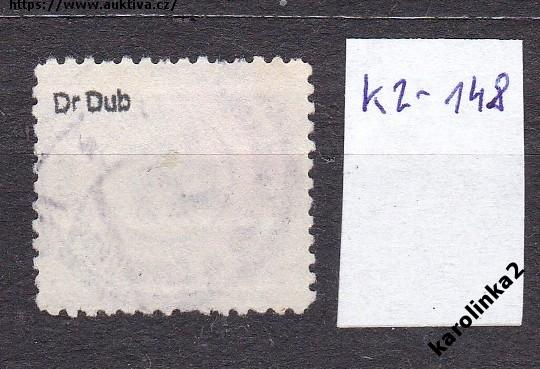 https://www.auktiva.cz/
Dr Dub
K2-148
karolinka2